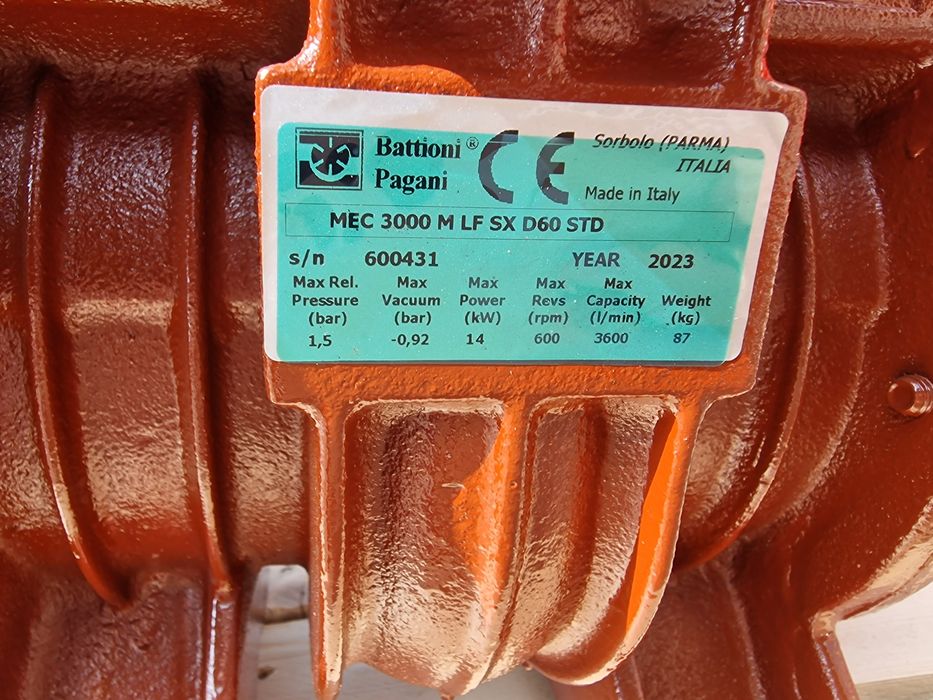 Battioni®
Pagani
CE
Sorbolo (PARMA)
ITALIA
Made in Italy
MEC 3000 M LF SX D60 STD
s/n 600431 YEAR 2023
Max Rel. Max Max Max Max
Pressure Vacuum Power Revs Capacity Weight
(bar) (bar) (kW) (rpm) (l/min) (kg)
1,5 -0,92 14 600 3600 87